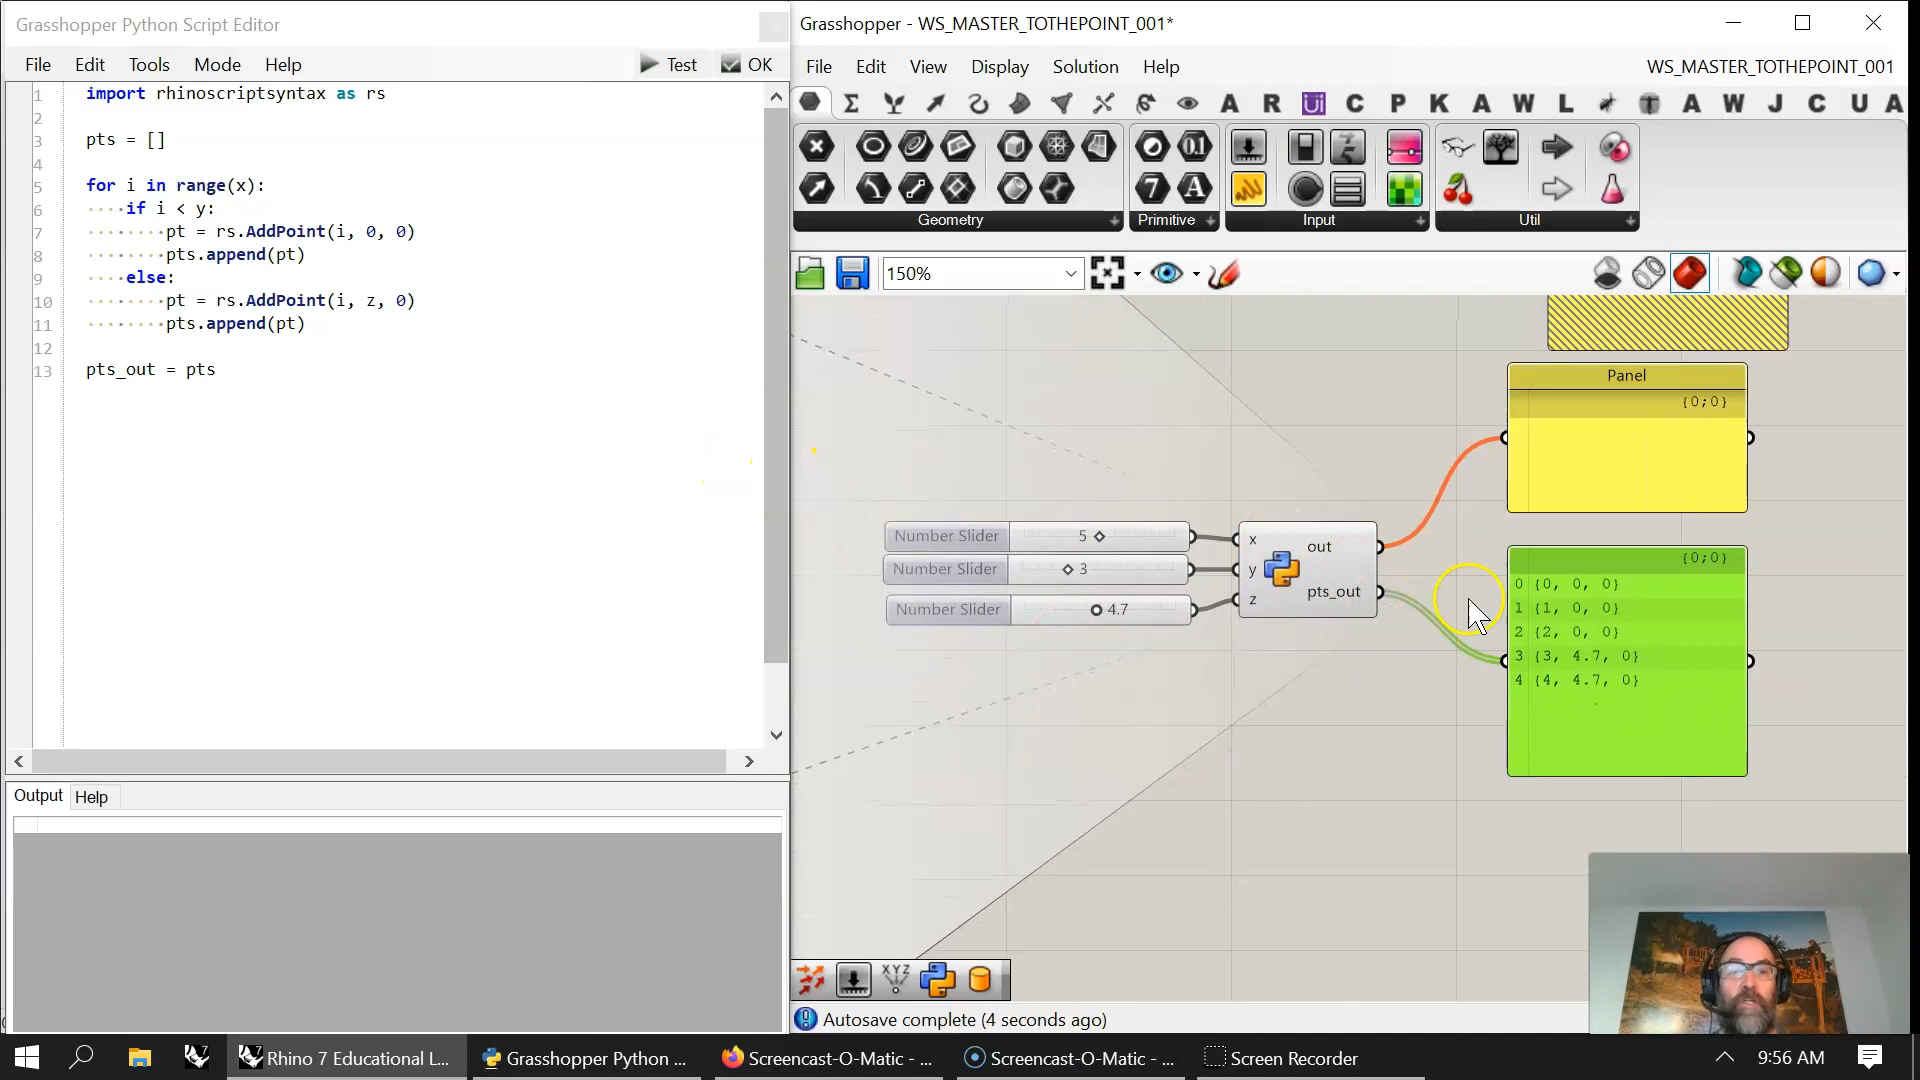 Grasshopper Python Script Editor
File Edit Tools Mode Help
Test OK
1 import rhinoscriptsyntax as rs
2
3 pts = []
4
5 for i in range(x):
6 ····if i < y:
7 ········pt = rs.AddPoint(i, 0, 0)
8 ········pts.append(pt)
9 ····else:
10 ········pt = rs.AddPoint(i, z, 0)
11 ········pts.append(pt)
12
13 pts_out = pts
Output Help
Grasshopper - WS_MASTER_TOTHEPOINT_001*
File Edit View Display Solution Help
WS_MASTER_TOTHEPOINT_001
A R Ui C P K A W L A W J C U A
0.1
7 A
Geometry Primitive Input Util
150%
Panel
{0;0}
Number Slider 5
Number Slider 3
Number Slider 4.7
x
y
z
out
pts_out
{0;0}
0 {0, 0, 0}
1 {1, 0, 0}
2 {2, 0, 0}
3 {3, 4.7, 0}
4 {4, 4.7, 0}
XYZ
Autosave complete (4 seconds ago)
Rhino 7 Educational L...
Grasshopper Python ...
Screencast-O-Matic - ...
Screencast-O-Matic - ...
Screen Recorder
9:56 AM